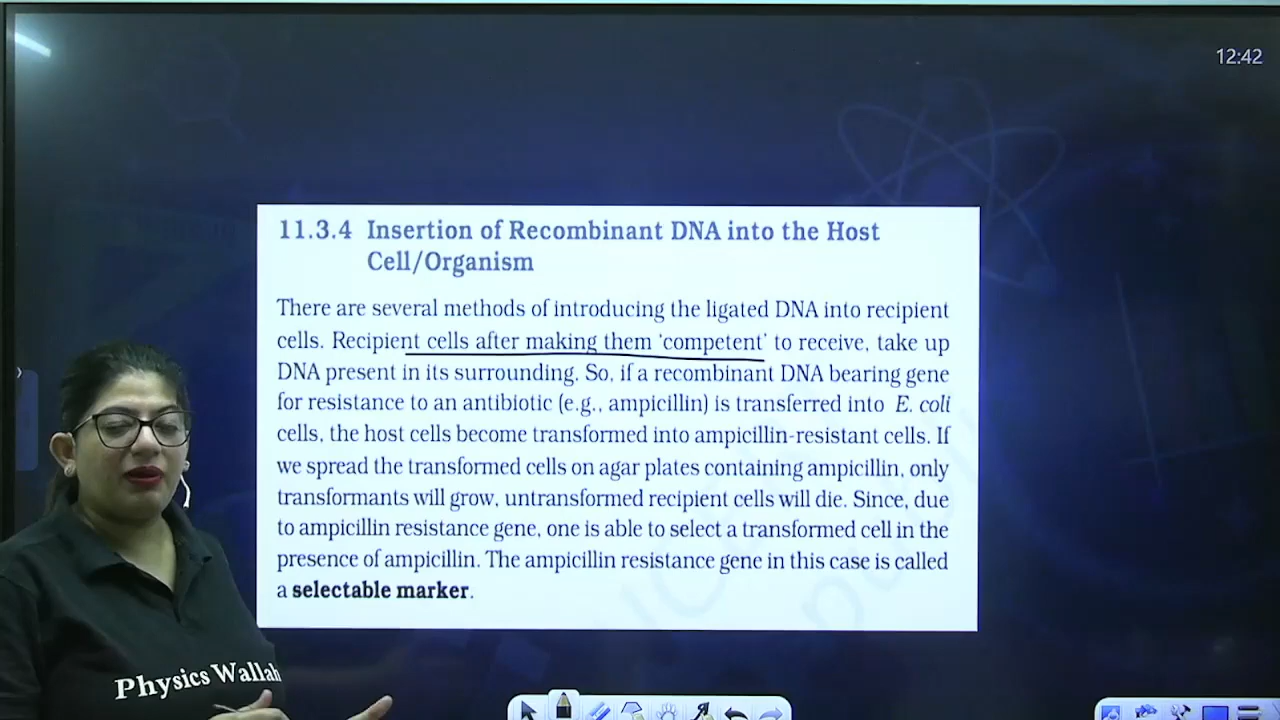 12:42
11.3.4 Insertion of Recombinant DNA into the Host
Cell/Organism
There are several methods of introducing the ligated DNA into recipient
cells. Recipient cells after making them ‘competent’ to receive, take up
DNA present in its surrounding. So, if a recombinant DNA bearing gene
for resistance to an antibiotic (e.g., ampicillin) is transferred into E. coli
cells, the host cells become transformed into ampicillin-resistant cells. If
we spread the transformed cells on agar plates containing ampicillin, only
transformants will grow, untransformed recipient cells will die. Since, due
to ampicillin resistance gene, one is able to select a transformed cell in the
presence of ampicillin. The ampicillin resistance gene in this case is called
a selectable marker.
Physics Wallah